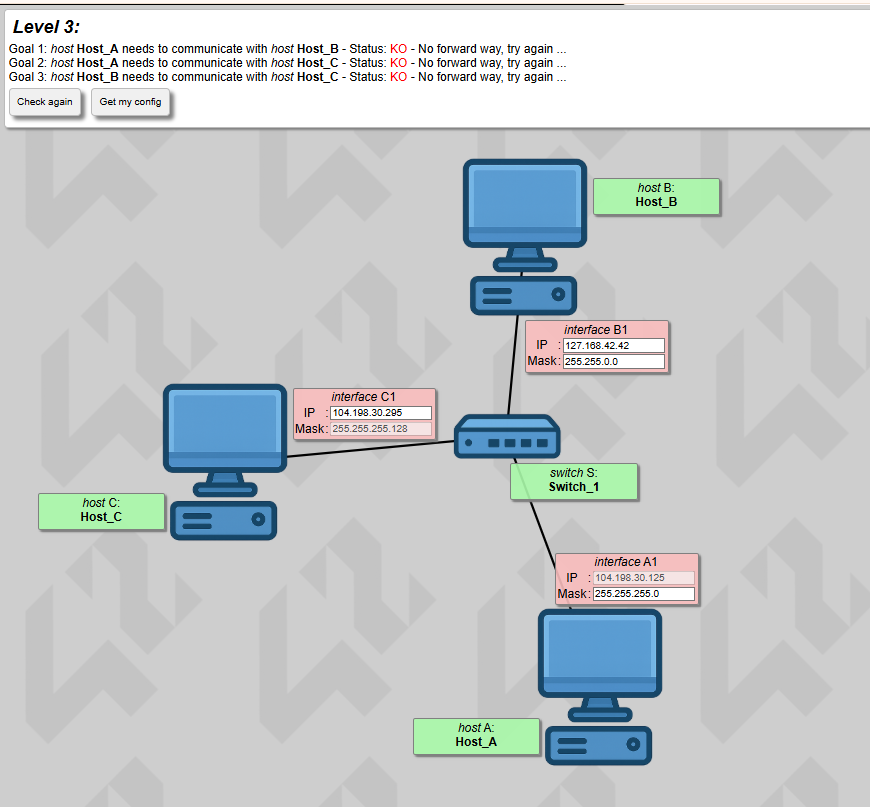 Level 3:
Goal 1: host Host_A needs to communicate with host Host_B - Status: KO - No forward way, try again ...
Goal 2: host Host_A needs to communicate with host Host_C - Status: KO - No forward way, try again ...
Goal 3: host Host_B needs to communicate with host Host_C - Status: KO - No forward way, try again ...
Check again
Get my config
host B:
Host_B
interface B1
IP : 127.168.42.42
Mask: 255.255.0.0
interface C1
IP : 104.198.30.295
Mask: 255.255.255.128
switch S:
Switch_1
host C:
Host_C
interface A1
IP : 104.198.30.125
Mask: 255.255.255.0
host A:
Host_A